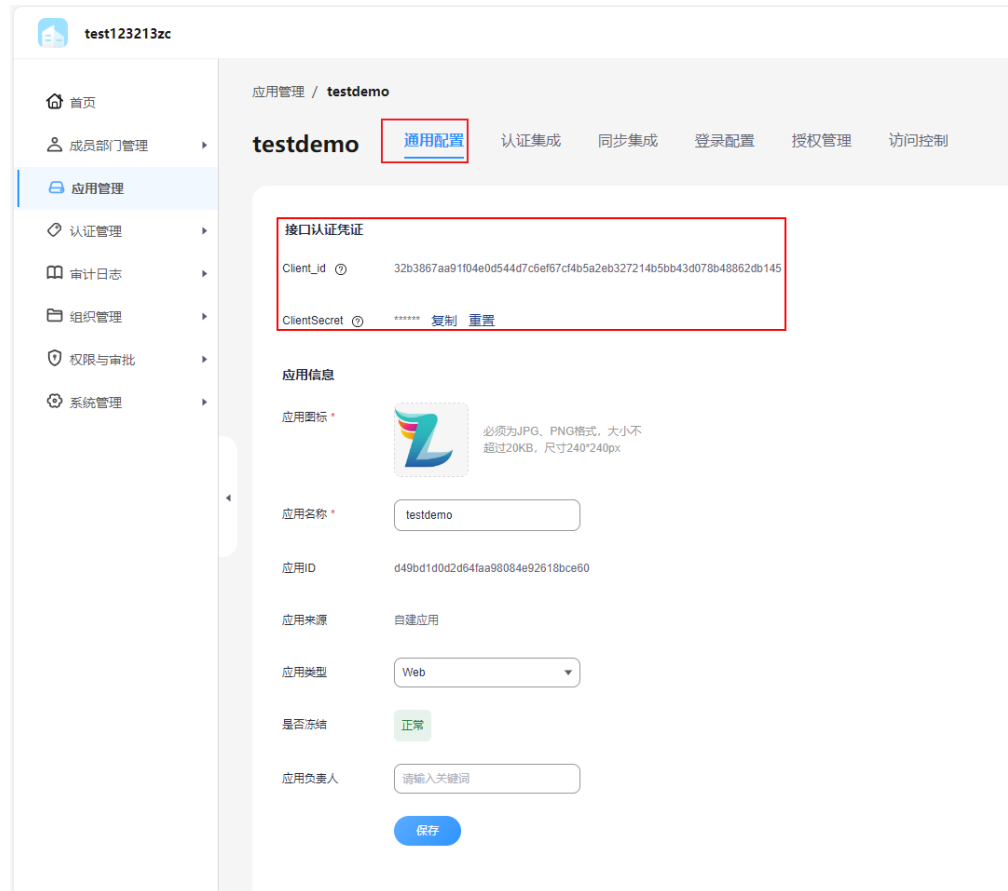 test123213zc
首页
成员部门管理
应用管理
认证管理
审计日志
组织管理
权限与审批
系统管理
应用管理 / testdemo
testdemo 通用配置 认证集成 同步集成 登录配置 授权管理 访问控制
接口认证凭证
Client_id 32b3867aa91f04e0d544d7c6ef67cf4b5a2eb327214b5bb43d078b48862db145
ClientSecret ****** 复制 重置
应用信息
应用图标 *
必须为JPG、PNG格式，大小不
超过20KB，尺寸240*240px
应用名称 * testdemo
应用ID d49bd1d0d2d64faa98084e92618bce60
应用来源 自建应用
应用类型 Web
是否冻结 正常
应用负责人 请输入关键词
保存